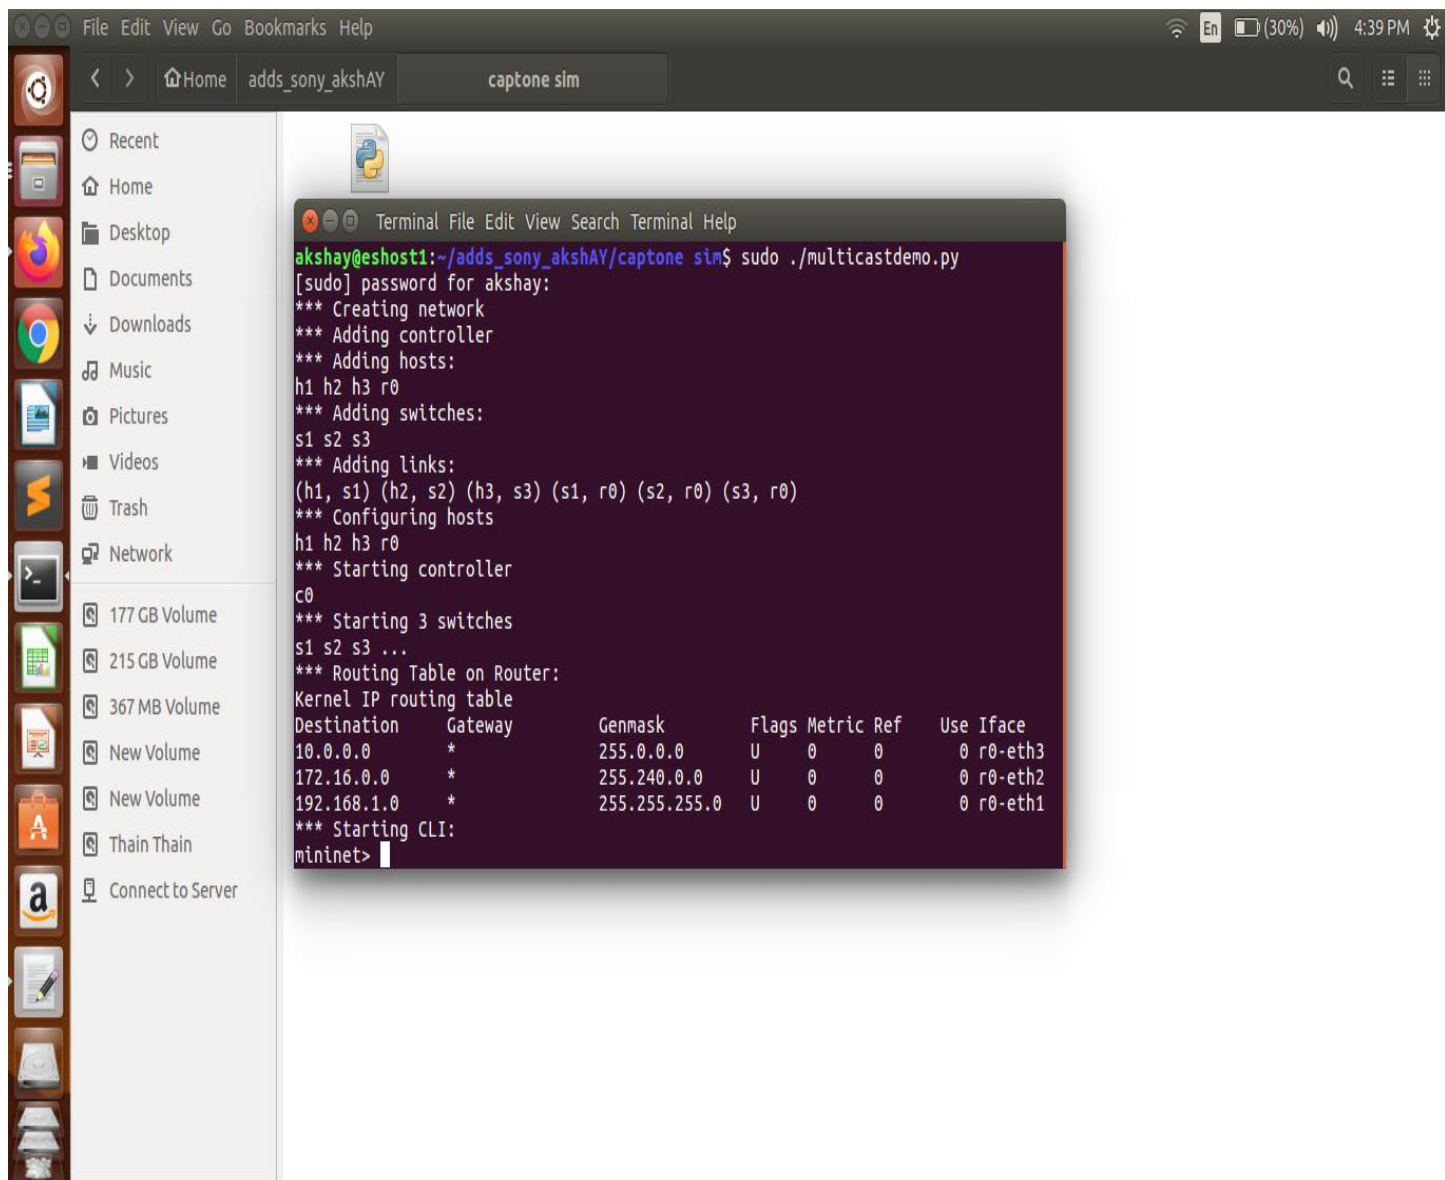 File Edit View Go Bookmarks Help
En (30%) 4:39 PM
Home adds_sony_akshAY captone sim
Recent
Home
Desktop
Documents
Downloads
Music
Pictures
Videos
Trash
Network
177 GB Volume
215 GB Volume
367 MB Volume
New Volume
New Volume
Thain Thain
Connect to Server
Terminal File Edit View Search Terminal Help
akshay@eshost1:~/adds_sony_akshAY/captone sim$ sudo ./multicastdemo.py
[sudo] password for akshay:
*** Creating network
*** Adding controller
*** Adding hosts:
h1 h2 h3 r0
*** Adding switches:
s1 s2 s3
*** Adding links:
(h1, s1) (h2, s2) (h3, s3) (s1, r0) (s2, r0) (s3, r0)
*** Configuring hosts
h1 h2 h3 r0
*** Starting controller
c0
*** Starting 3 switches
s1 s2 s3 ...
*** Routing Table on Router:
Kernel IP routing table
Destination Gateway Genmask Flags Metric Ref Use Iface
10.0.0.0 * 255.0.0.0 U 0 0 0 r0-eth3
172.16.0.0 * 255.240.0.0 U 0 0 0 r0-eth2
192.168.1.0 * 255.255.255.0 U 0 0 0 r0-eth1
*** Starting CLI:
mininet>